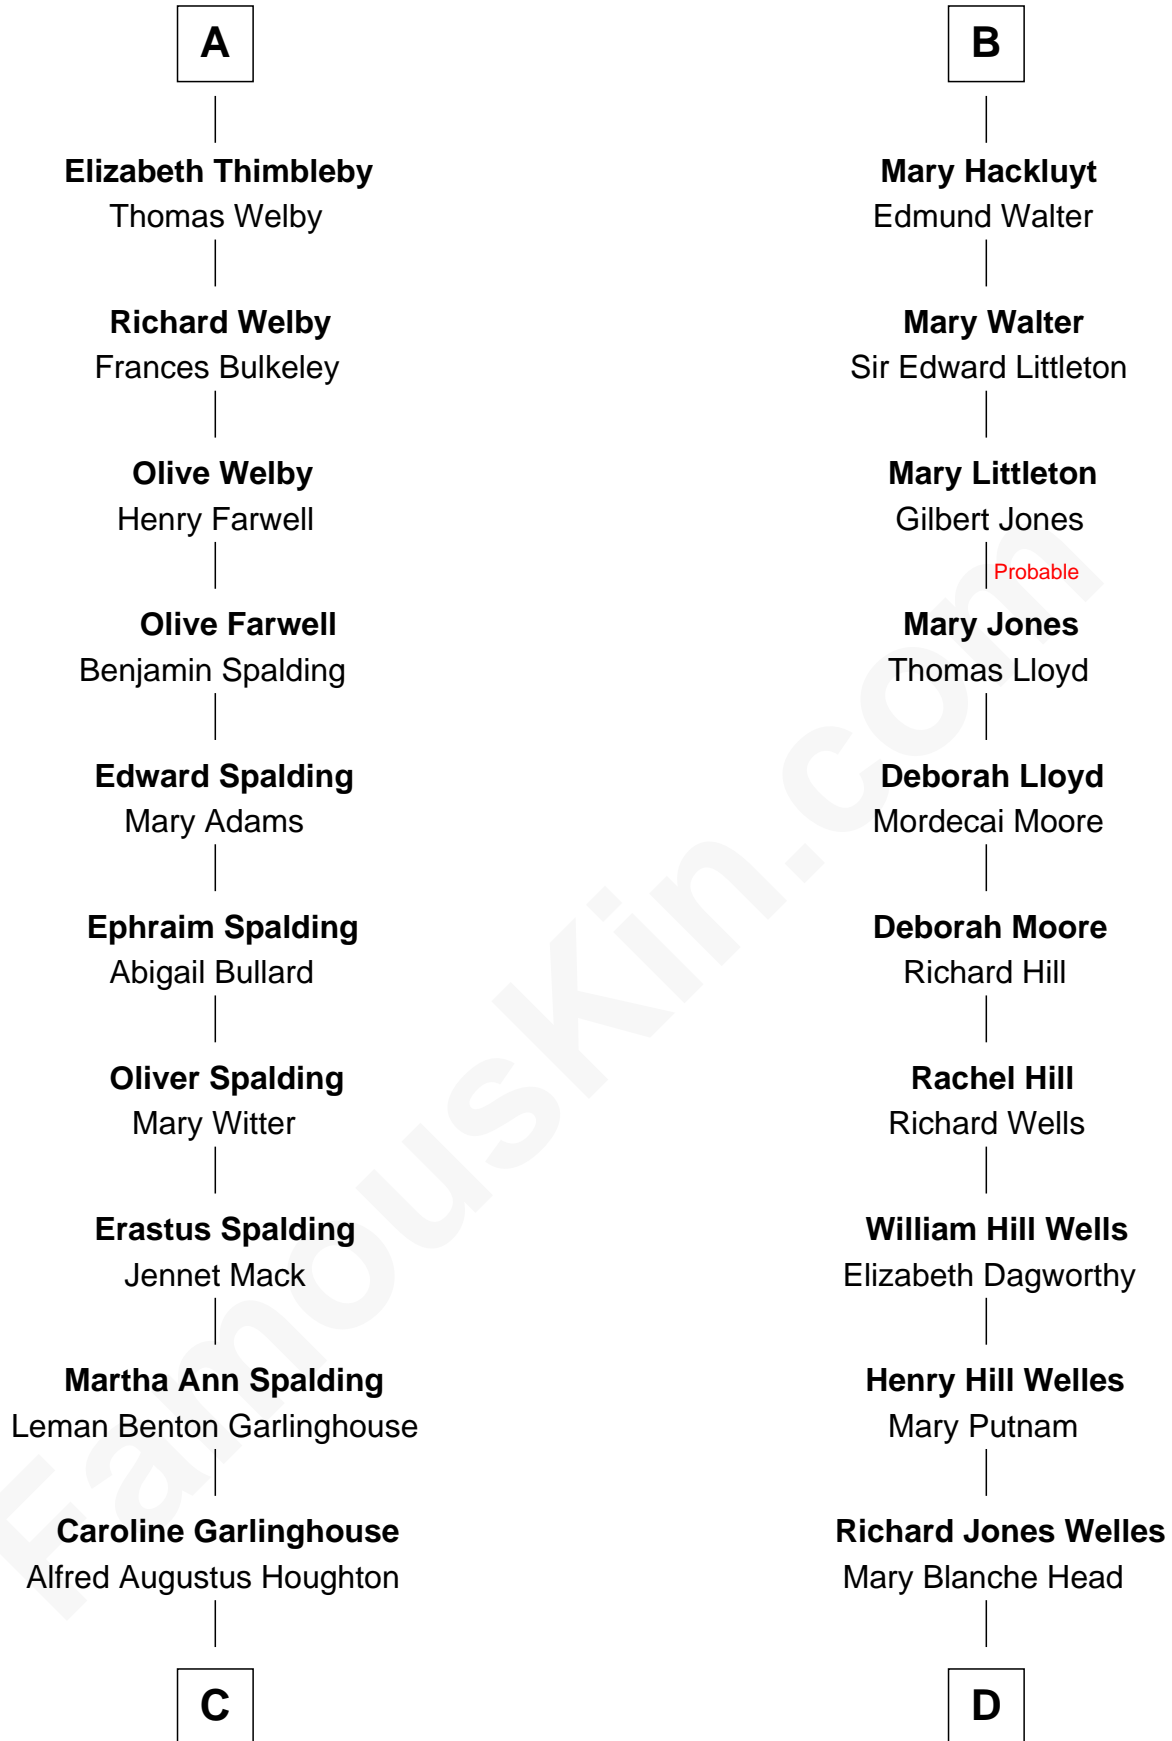 A
Elizabeth Thimbleby
Thomas Welby
Richard Welby
Frances Bulkeley
Olive Welby
Henry Farwell
Olive Farwell
Benjamin Spalding
Edward Spalding
Mary Adams
Ephraim Spalding
Abigail Bullard
Oliver Spalding
Mary Witter
Erastus Spalding
Jennet Mack
Martha Ann Spalding
Leman Benton Garlinghouse
Caroline Garlinghouse
Alfred Augustus Houghton
C
B
Mary Hackluyt
Edmund Walter
Mary Walter
Sir Edward Littleton
Mary Littleton
Gilbert Jones
Probable
Mary Jones
Thomas Lloyd
Deborah Lloyd
Mordecai Moore
Deborah Moore
Richard Hill
Rachel Hill
Richard Wells
William Hill Wells
Elizabeth Dagworthy
Henry Hill Welles
Mary Putnam
Richard Jones Welles
Mary Blanche Head
D
FamousKin.com